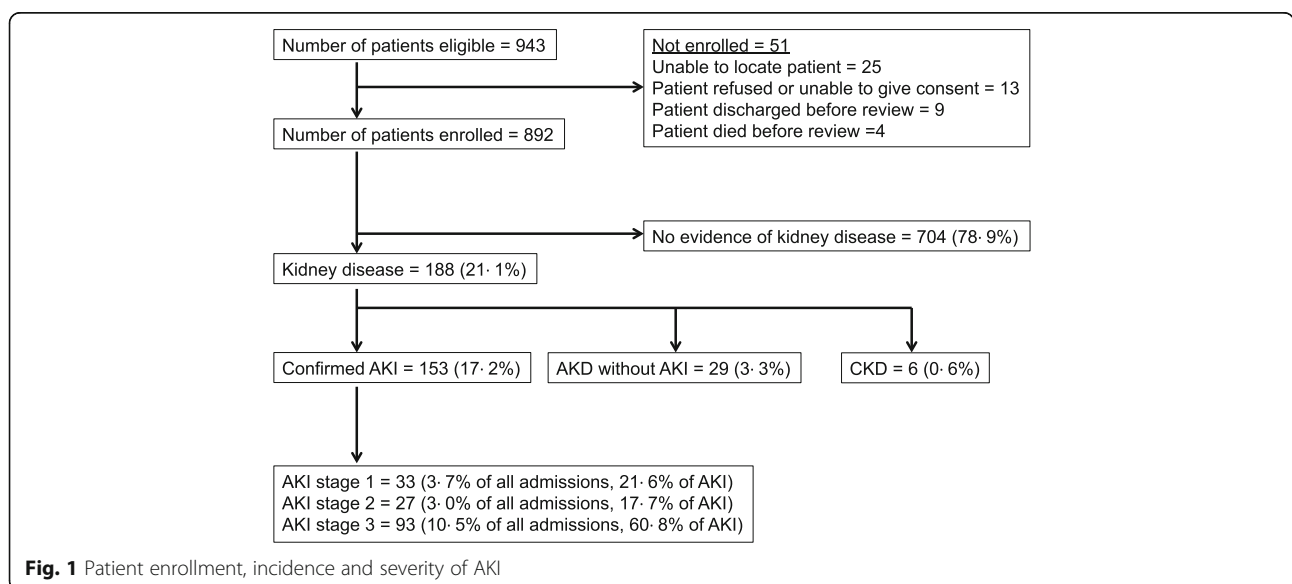 Number of patients eligible = 943
Not enrolled = 51
Unable to locate patient = 25
Patient refused or unable to give consent = 13
Patient discharged before review = 9
Patient died before review =4
Number of patients enrolled = 892
No evidence of kidney disease = 704 (78· 9%)
Kidney disease = 188 (21· 1%)
Confirmed AKI = 153 (17· 2%)
AKD without AKI = 29 (3· 3%)
CKD = 6 (0· 6%)
AKI stage 1 = 33 (3· 7% of all admissions, 21· 6% of AKI)
AKI stage 2 = 27 (3· 0% of all admissions, 17· 7% of AKI)
AKI stage 3 = 93 (10· 5% of all admissions, 60· 8% of AKI)
Fig. 1 Patient enrollment, incidence and severity of AKI